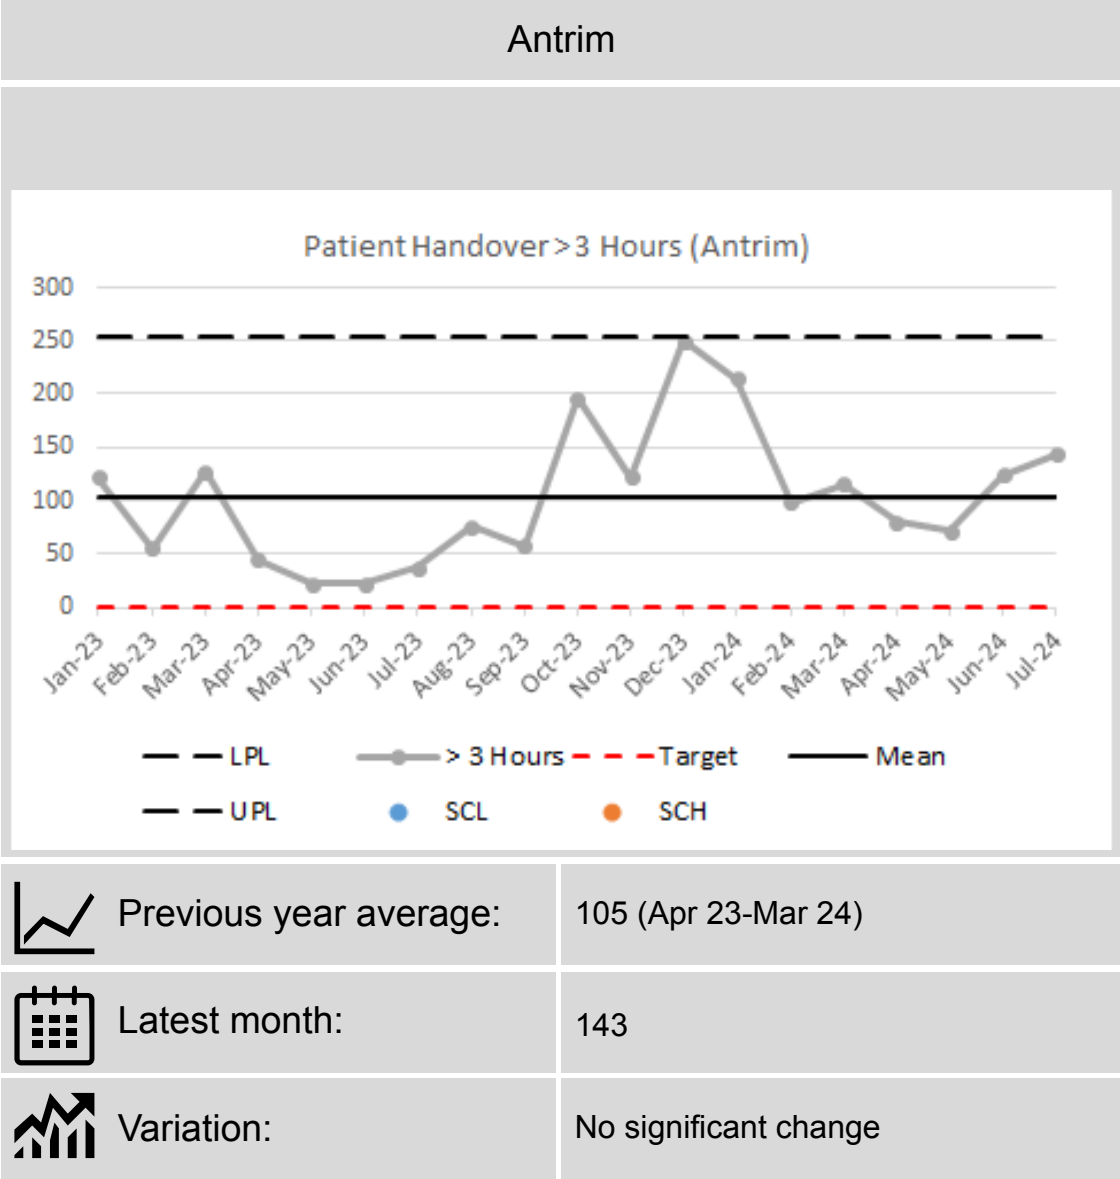 Antrim
Patient Handover >3 Hours (Antrim)
300
250
200
150
100
50
0
Jan-23 Feb-23 Mar-23 Apr-23 May-23 Jun-23 Jul-23 Aug-23 Sep-23 Oct-23 Nov-23 Dec-23 Jan-24 Feb-24 Mar-24 Apr-24 May-24 Jun-24 Jul-24
LPL > 3 Hours Target Mean
UPL SCL SCH
Previous year average: 105 (Apr 23-Mar 24)
Latest month: 143
Variation: No significant change